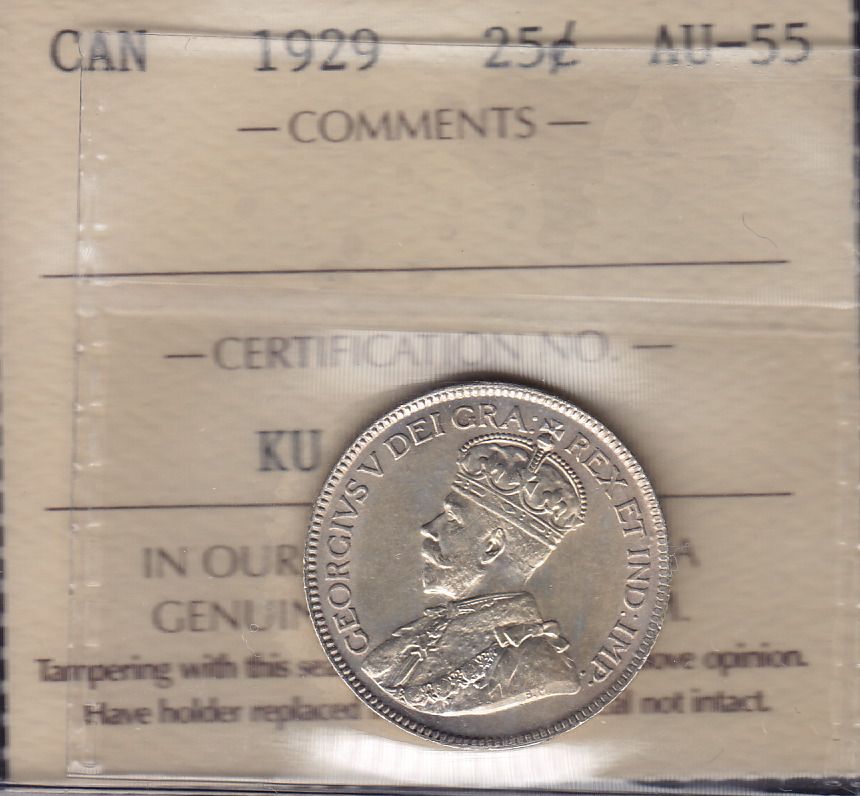 CAN 1929 25¢ AU-55
— COMMENTS —
— CERTIFICATION NO. —
KU
GEORGIVS V DEI GRA: REX ET IND: IMP:
IN OUR A
GENUIN L
Tampering with this sea ove opinion.
Have holder replaced al not intact.